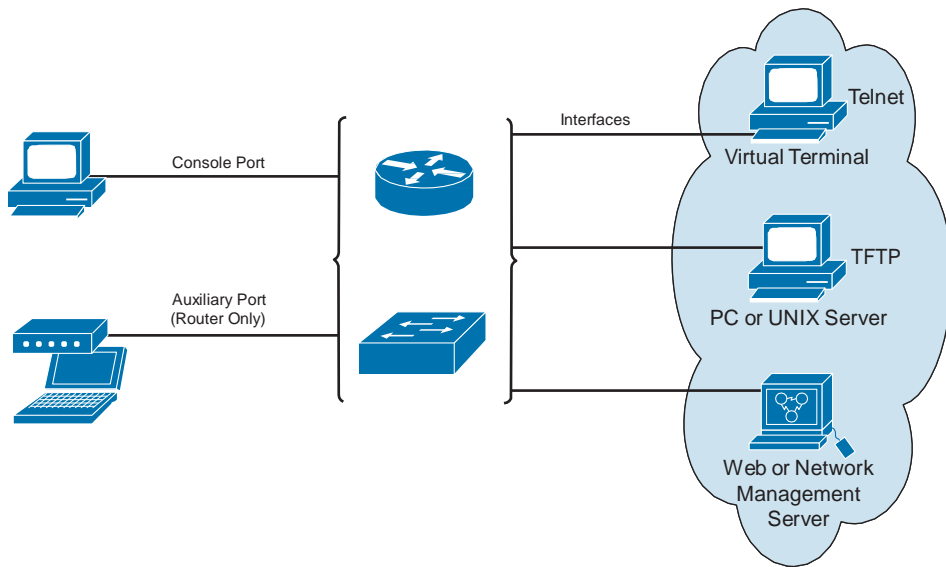 Console Port
Auxiliary Port
(Router Only)
Interfaces
Telnet
Virtual Terminal
TFTP
PC or UNIX Server
Web or Network
Management
Server